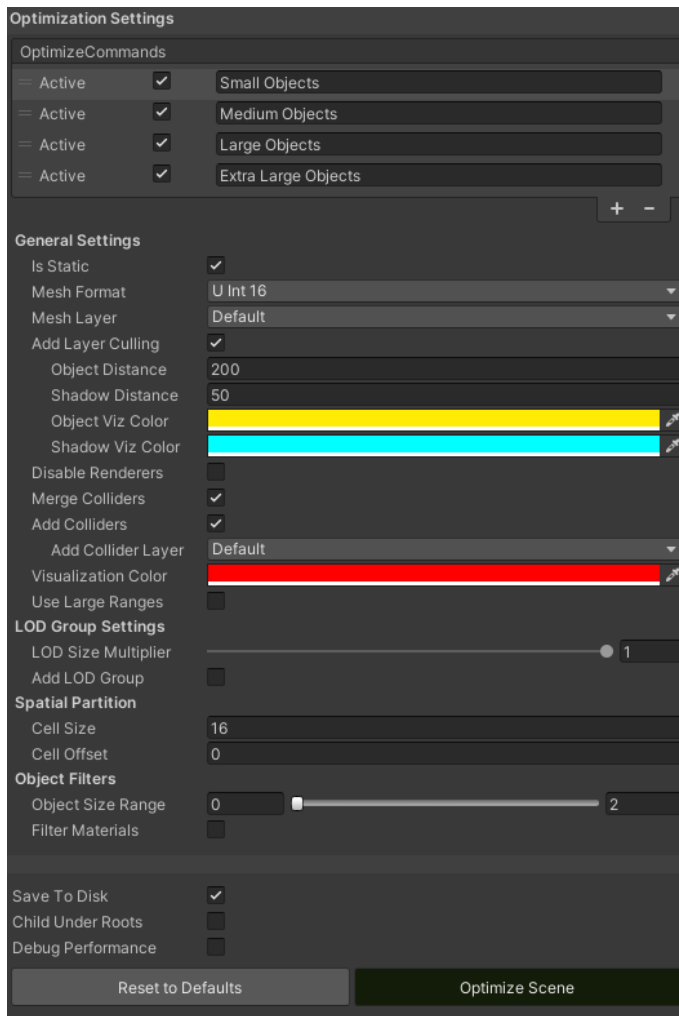 Optimization Settings
OptimizeCommands
Active Small Objects
Active Medium Objects
Active Large Objects
Active Extra Large Objects
+ −
General Settings
Is Static
Mesh Format U Int 16
Mesh Layer Default
Add Layer Culling
Object Distance 200
Shadow Distance 50
Object Viz Color
Shadow Viz Color
Disable Renderers
Merge Colliders
Add Colliders
Add Collider Layer Default
Visualization Color
Use Large Ranges
LOD Group Settings
LOD Size Multiplier 1
Add LOD Group
Spatial Partition
Cell Size 16
Cell Offset 0
Object Filters
Object Size Range 0 2
Filter Materials
Save To Disk
Child Under Roots
Debug Performance
Reset to Defaults Optimize Scene